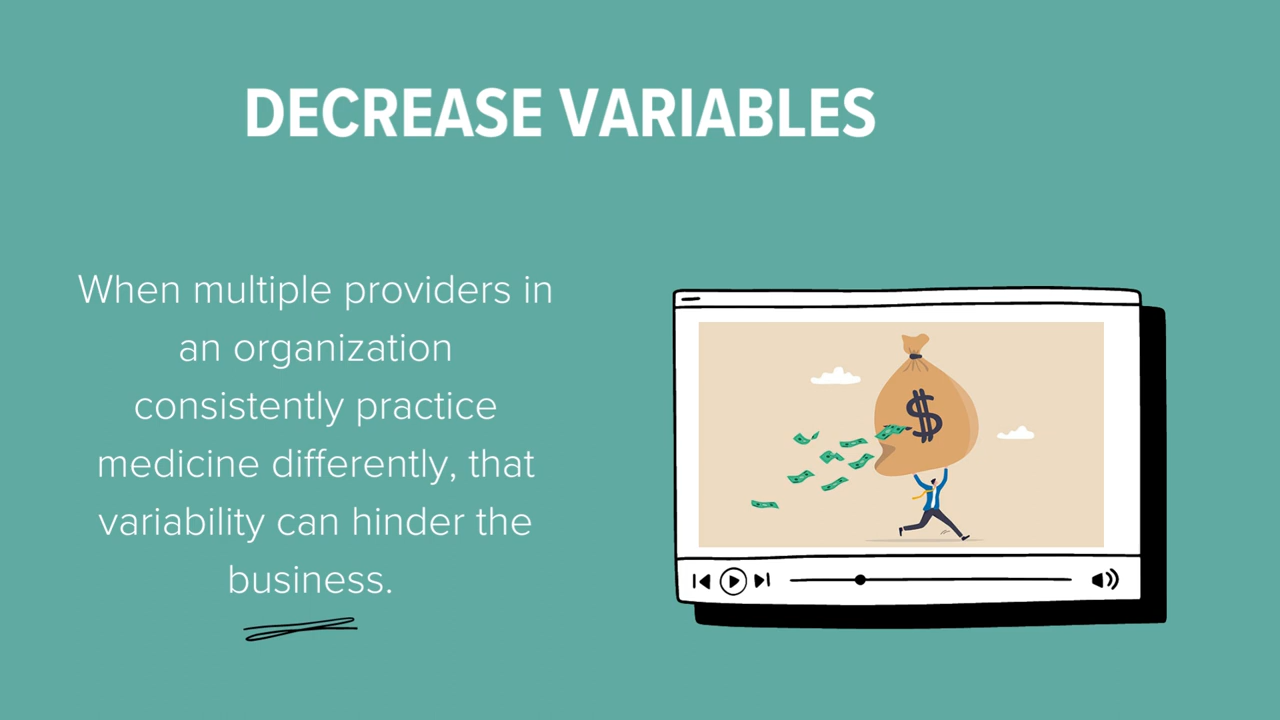 DECREASE VARIABLES
When multiple providers in
an organization
consistently practice
medicine differently, that
variability can hinder the
business.
$